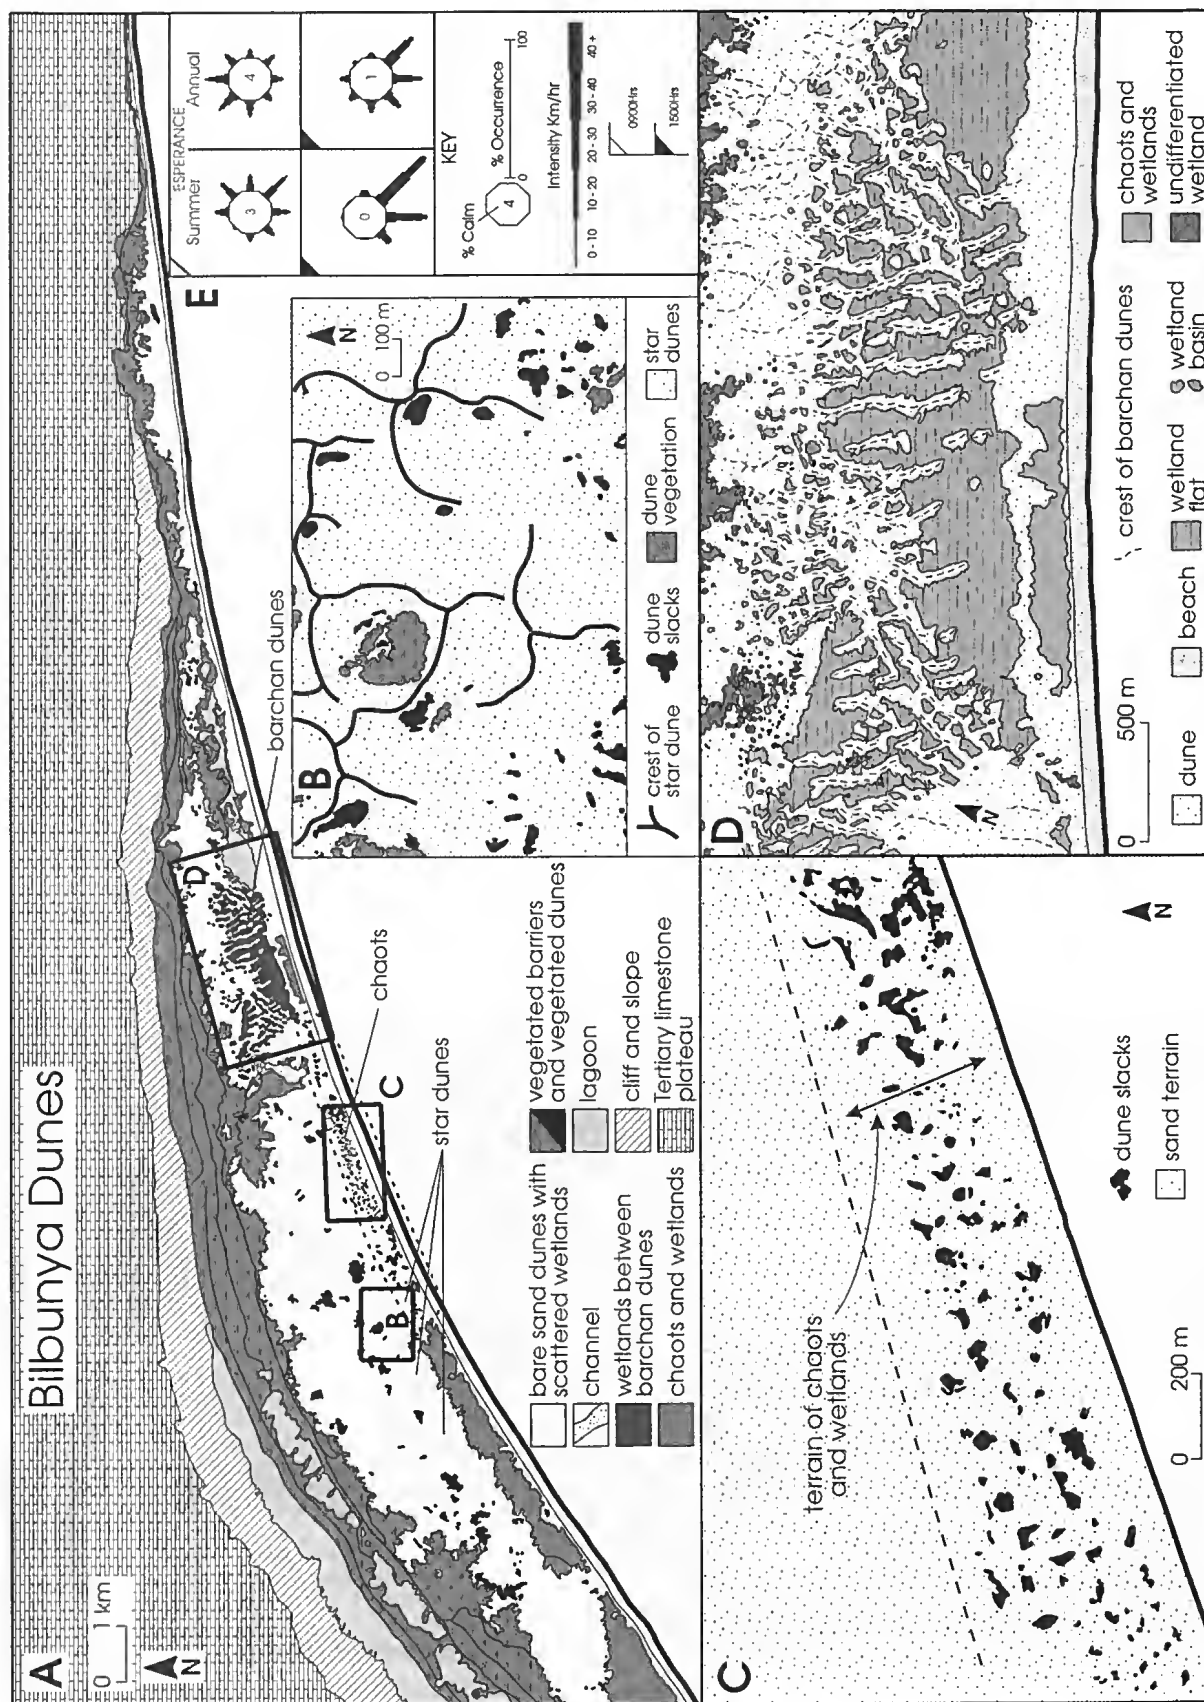 A
Bilbunya Dunes
0 1 km
N
D
barchan dunes
chaots
C
B
star dunes
bare sand dunes with
scattered wetlands
channel
wetlands between
barchan dunes
chaots and wetlands
vegetated barriers
and vegetated dunes
lagoon
cliff and slope
Tertiary limestone
plateau
B
N
0 100 m
crest of
star dune
dune
slacks
dune
vegetation
star
dunes
E
ESPERANCE
Summer Annual
3
4
0
1
KEY
% Calm
4
% Occurrence
0 100
Intensity Km/hr
0 - 10 10 - 20 20 - 30 30 - 40 40 +
0900Hrs
1500Hrs
C
terrain of chaots
and wetlands
N
0 200 m
dune slacks
sand terrain
D
N
0 500 m
crest of barchan dunes
chaots and
wetlands
dune
beach
wetland
flat
wetland
basin
undifferentiated
wetland